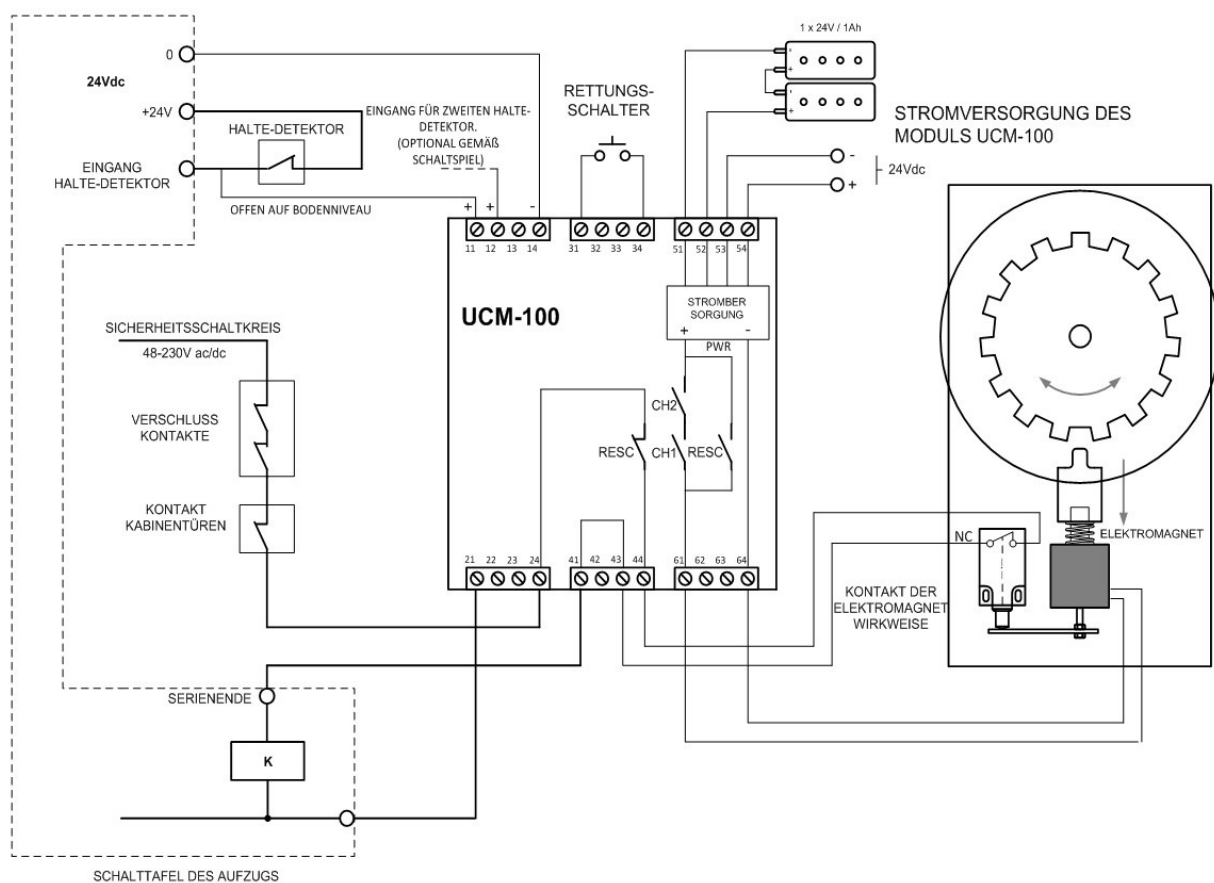 1 x 24V / 1Ah
0
24Vdc
+24V
HALTE-DETEKTOR
EINGANG
HALTE-DETEKTOR
OFFEN AUF BODENNIVEAU
EINGANG FÜR ZWEITEN HALTE-
DETEKTOR.
(OPTIONAL GEMÄß
SCHALTSPIEL)
RETTUNGS-
SCHALTER
- +
- +
STROMVERSORGUNG DES
MODULS UCM-100
-
+
24Vdc
+ + -
11 12 13 14 31 32 33 34 51 52 53 54
UCM-100
STROMBER
SORGUNG
+ -
PWR
CH2
RESC CH1 RESC
SICHERHEITSSCHALTKREIS
48-230V ac/dc
VERSCHLUSS
KONTAKTE
KONTAKT
KABINENTÜREN
21 22 23 24 41 42 43 44 61 62 63 64
NC
ELEKTROMAGNET
KONTAKT DER
ELEKTROMAGNET
WIRKWEISE
SERIENENDE
K
SCHALTTAFEL DES AUFZUGS